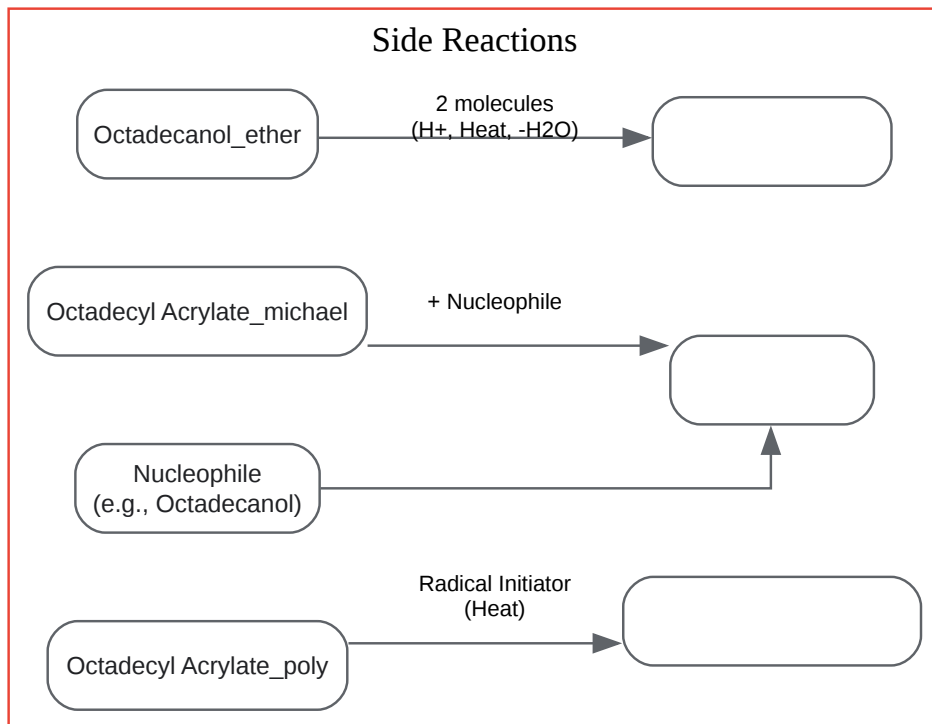 Side Reactions
2 molecules
(H+, Heat, -H2O)
Octadecanol_ether
Octadecyl Acrylate_michael
+ Nucleophile
Nucleophile
(e.g., Octadecanol)
Radical Initiator
(Heat)
Octadecyl Acrylate_poly